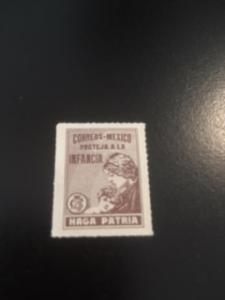 CORREOS-MEXICO
PROTEJA A LA
INFANCIA
HAGA PATRIA